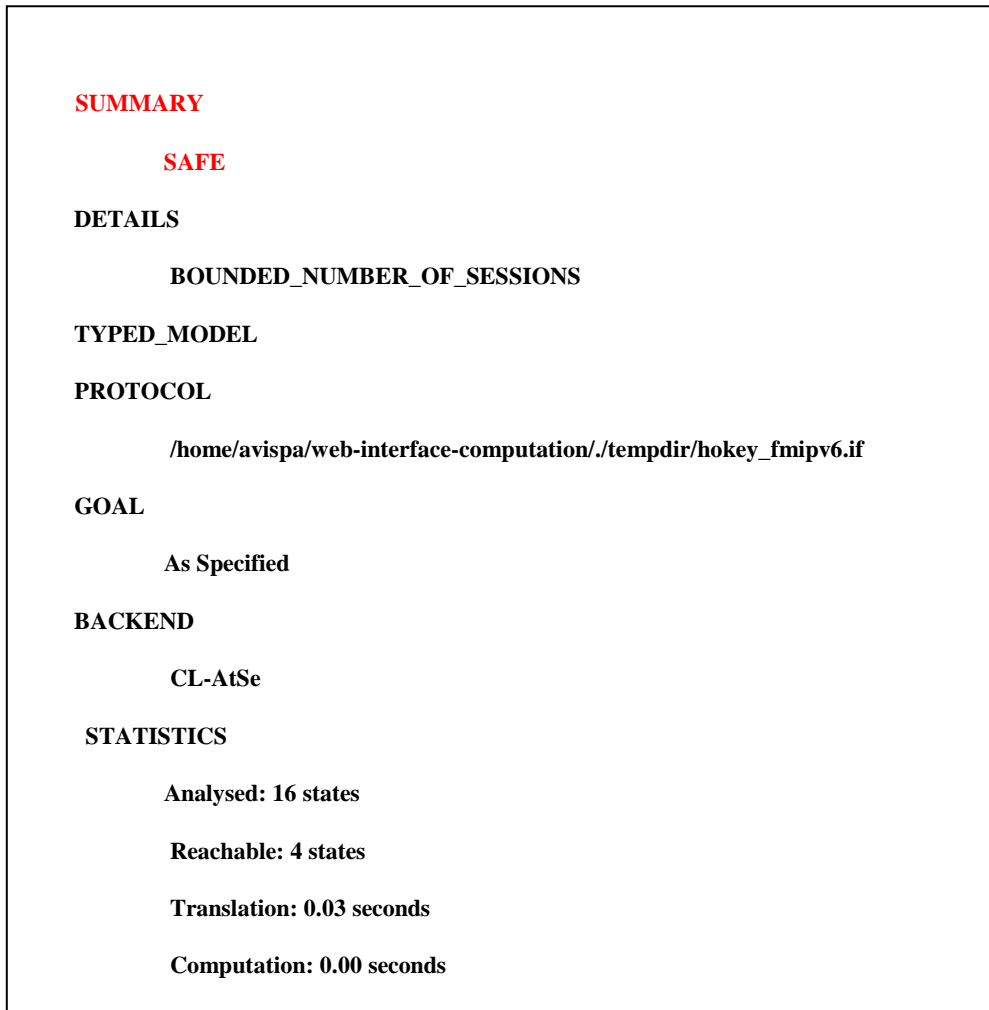 SUMMARY
SAFE
DETAILS
BOUNDED_NUMBER_OF_SESSIONS
TYPED_MODEL
PROTOCOL
/home/avispa/web-interface-computation/./tempdir/hokey_fmipv6.if
GOAL
As Specified
BACKEND
CL-AtSe
STATISTICS
Analysed: 16 states
Reachable: 4 states
Translation: 0.03 seconds
Computation: 0.00 seconds